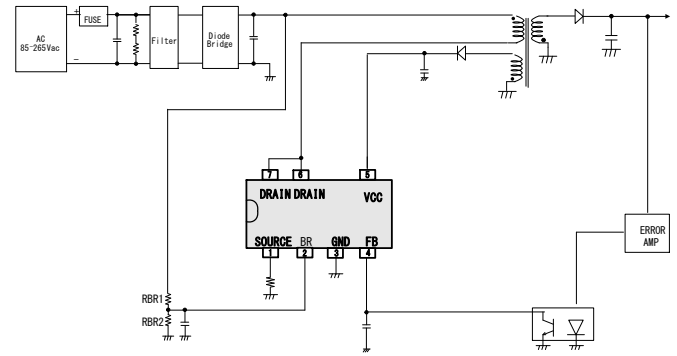 AC
85-265Vac
+
-
FUSE
Filter
Diode
Bridge
7
6
5
DRAIN DRAIN
VCC
SOURCE BR GND FB
1
2
3
4
RBR1
RBR2
ERROR
AMP